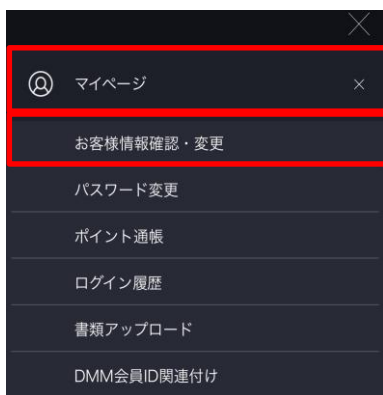 マイページ
お客様情報確認・変更
パスワード変更
ポイント通帳
ログイン履歴
書類アップロード
DMM会員ID関連付け